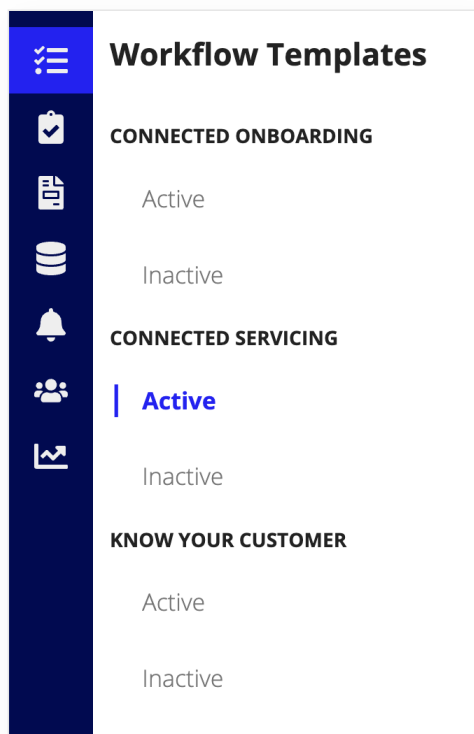 Workflow Templates
CONNECTED ONBOARDING
Active
Inactive
CONNECTED SERVICING
Active
Inactive
KNOW YOUR CUSTOMER
Active
Inactive